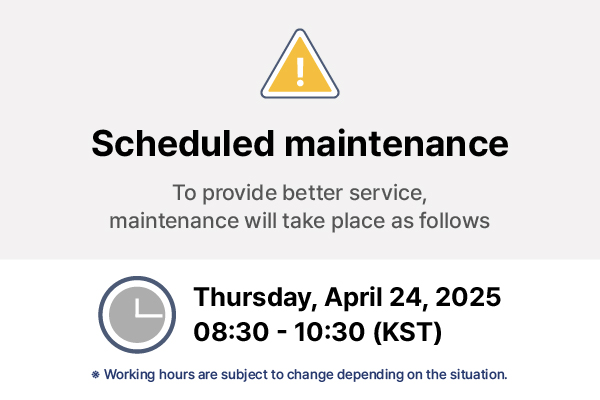 Scheduled maintenance
To provide better service,
maintenance will take place as follows
Thursday, April 24, 2025
08:30 - 10:30 (KST)
※ Working hours are subject to change depending on the situation.